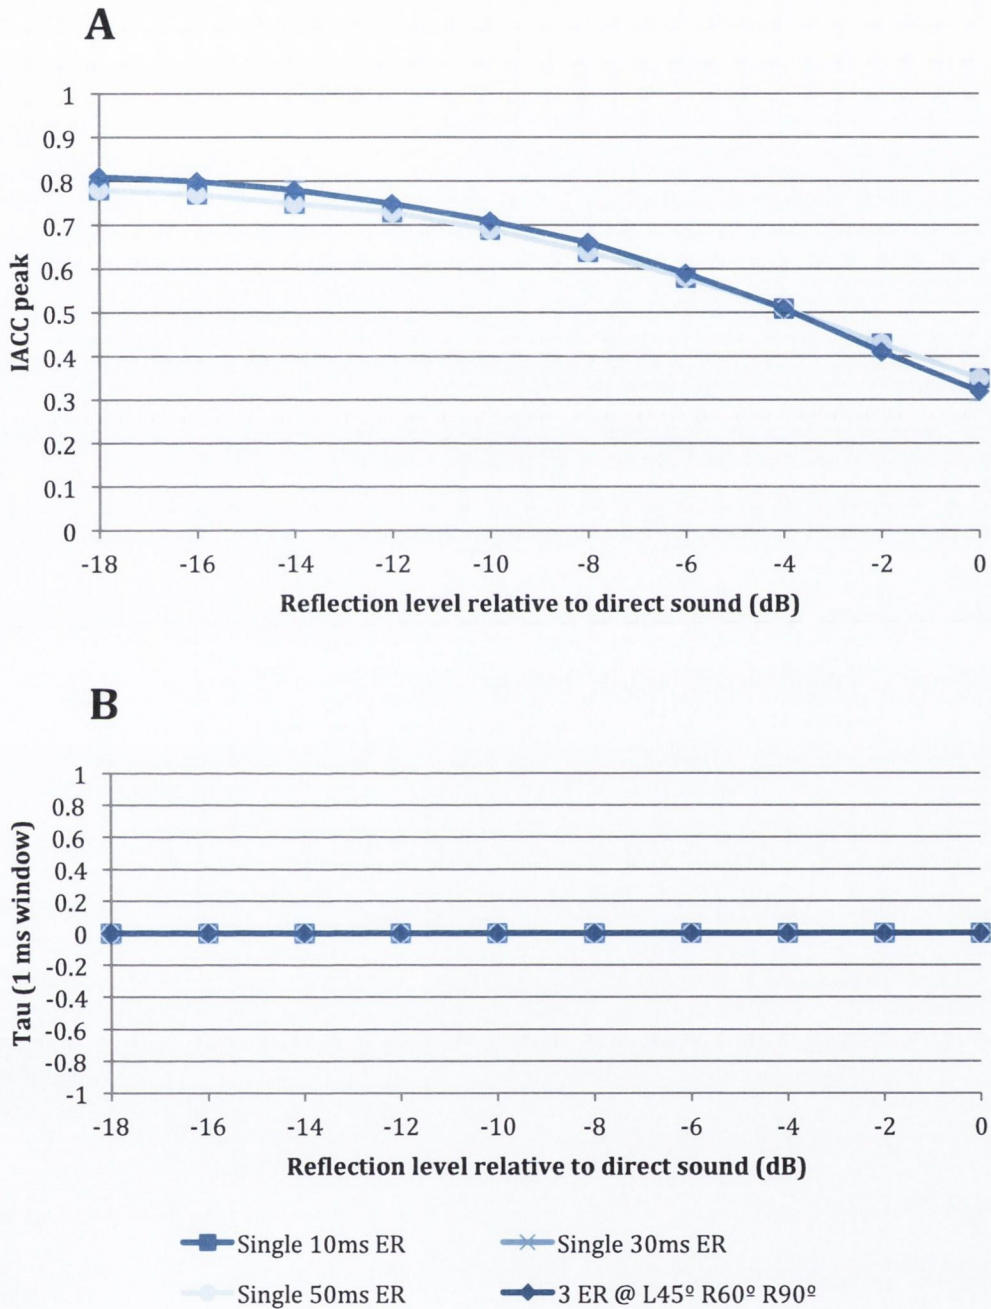 A
1
0.9
0.8
0.7
0.6
0.5
0.4
0.3
0.2
0.1
0
IACC peak
-18 -16 -14 -12 -10 -8 -6 -4 -2 0
Reflection level relative to direct sound (dB)
B
1
0.8
0.6
0.4
0.2
0
-0.2
-0.4
-0.6
-0.8
-1
Tau (1 ms window)
-18 -16 -14 -12 -10 -8 -6 -4 -2 0
Reflection level relative to direct sound (dB)
Single 10ms ER Single 30ms ER
Single 50ms ER 3 ER @ L45º R60º R90º